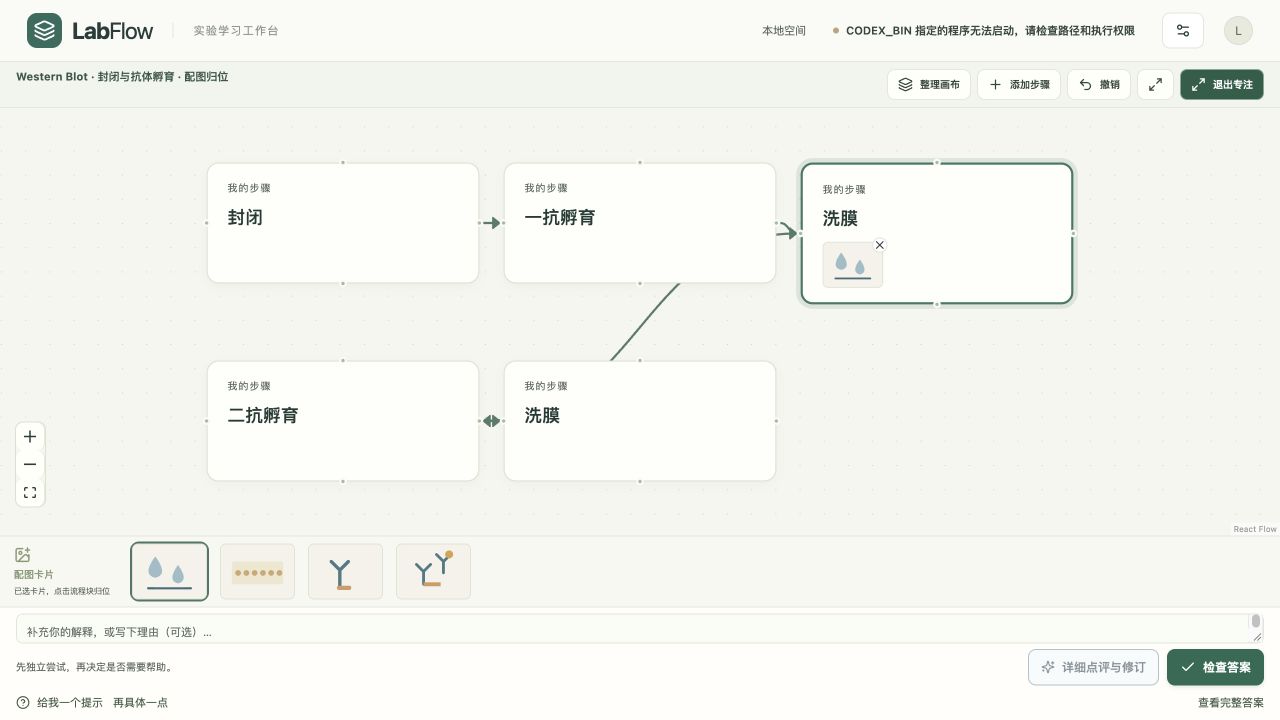 LabFlow
实验学习工作台
本地空间
CODEX_BIN 指定的程序无法启动，请检查路径和执行权限
L
Western Blot · 封闭与抗体孵育 · 配图归位
整理画布
添加步骤
撤销
退出专注
我的步骤
封闭
我的步骤
一抗孵育
我的步骤
洗膜
我的步骤
二抗孵育
我的步骤
洗膜
React Flow
配图卡片
已选卡片，点击流程块归位
补充你的解释，或写下理由（可选）...
先独立尝试，再决定是否需要帮助。
详细点评与修订
检查答案
给我一个提示
再具体一点
查看完整答案